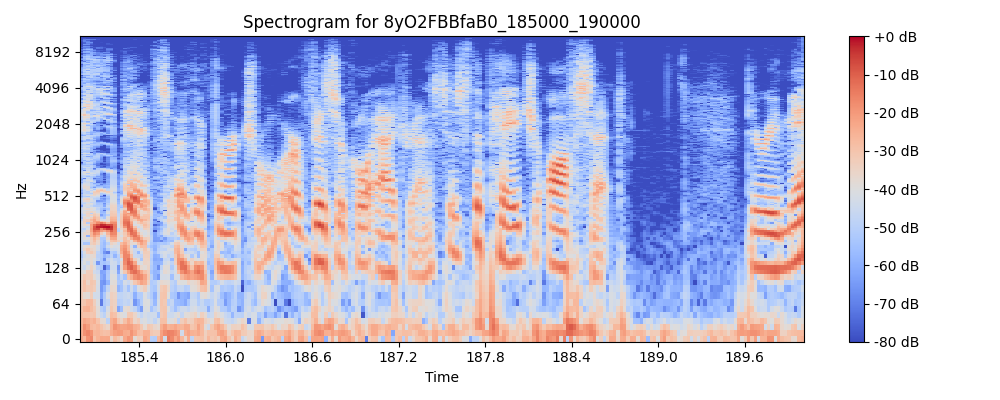 Spectrogram for 8yO2FBBfaB0_185000_190000
Hz
8192
4096
2048
1024
512
256
128
64
0
185.4 186.0 186.6 187.2 187.8 188.4 189.0 189.6
Time
+0 dB
-10 dB
-20 dB
-30 dB
-40 dB
-50 dB
-60 dB
-70 dB
-80 dB